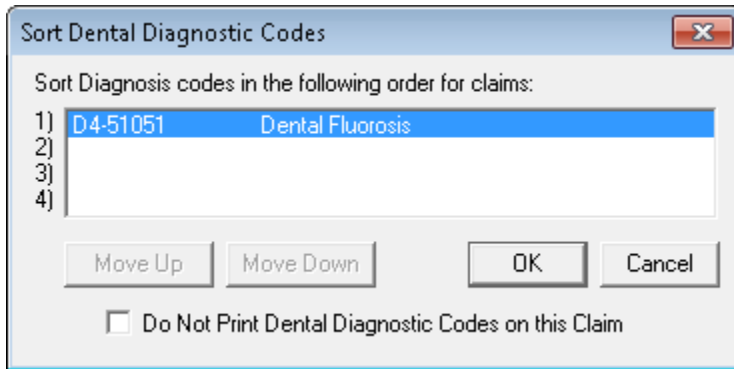 Sort Dental Diagnostic Codes
Sort Diagnosis codes in the following order for claims:
1) D4-51051 Dental Fluorosis
2)
3)
4)
Move Up Move Down OK Cancel
Do Not Print Dental Diagnostic Codes on this Claim